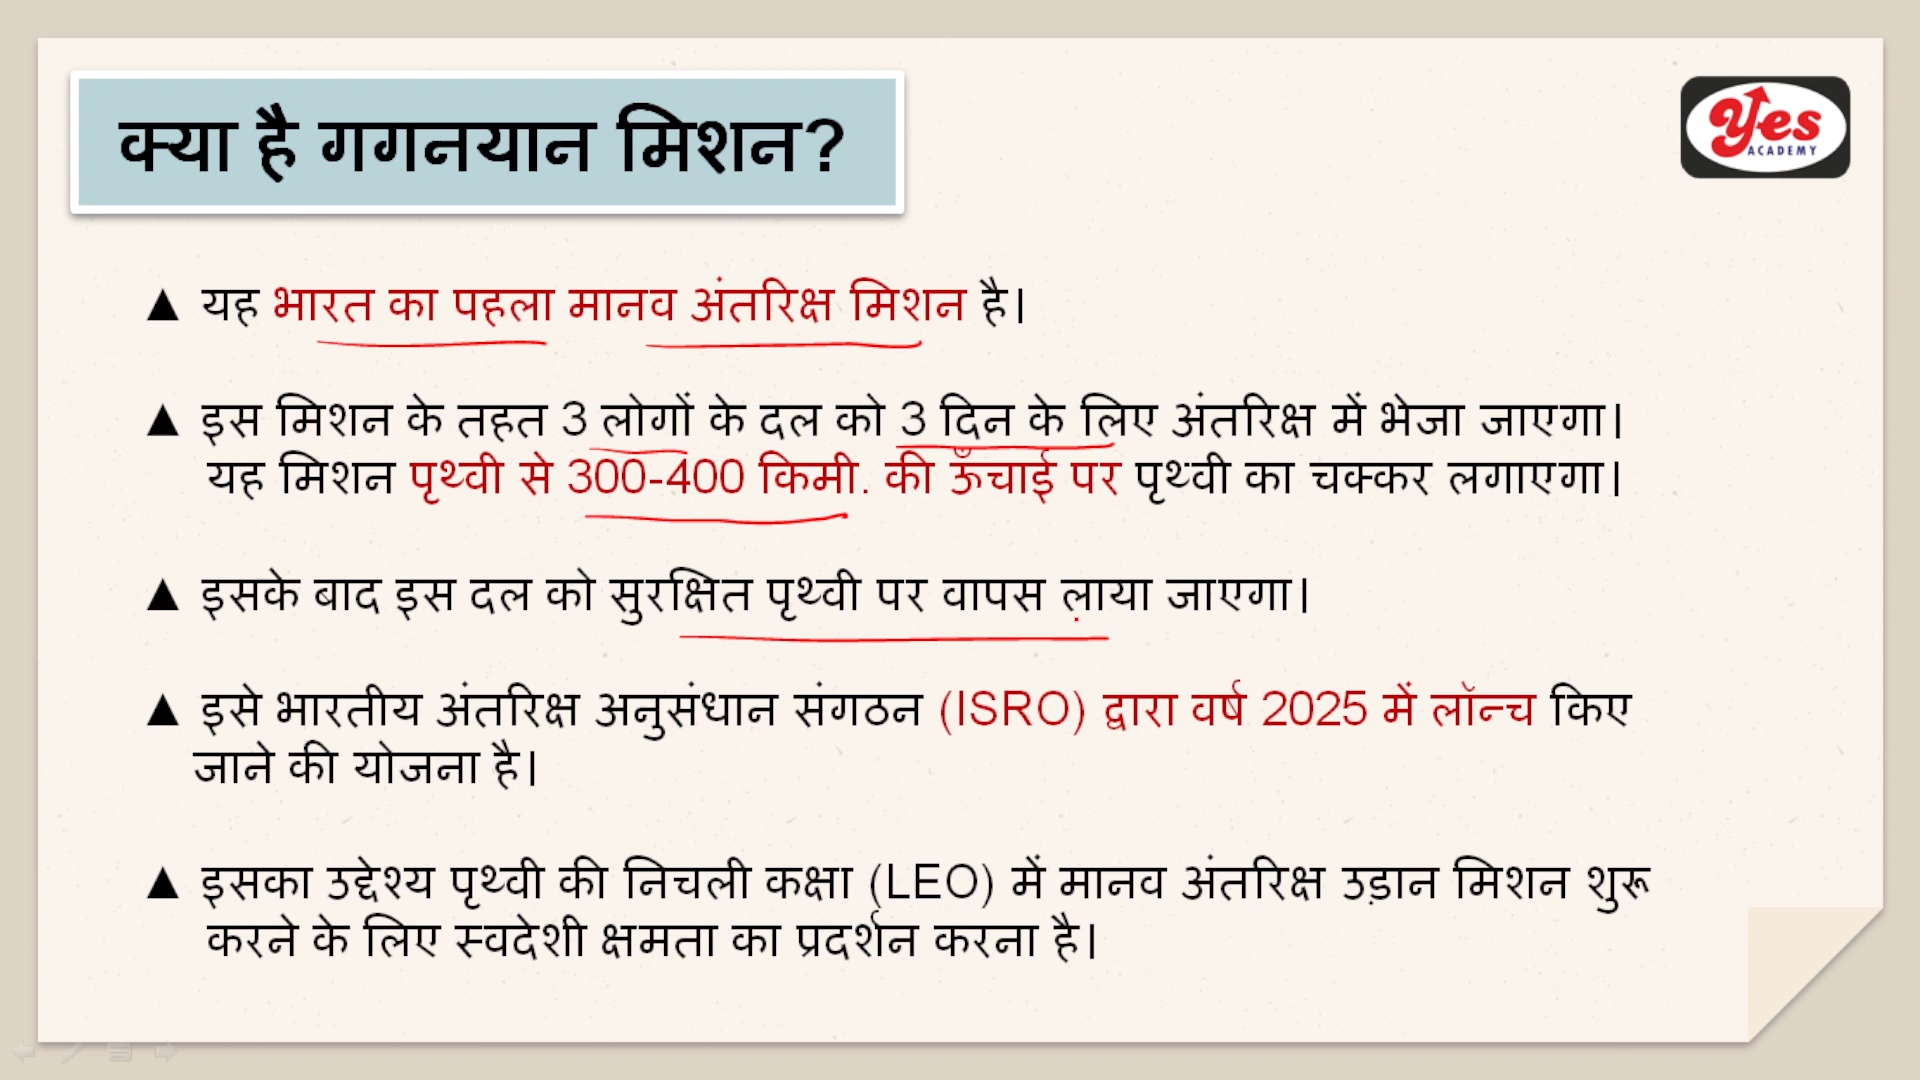 क्या है गगनयान मिशन?
Yes
ACADEMY
▲ यह भारत का पहला मानव अंतरिक्ष मिशन है।
▲ इस मिशन के तहत 3 लोगों के दल को 3 दिन के लिए अंतरिक्ष में भेजा जाएगा।
यह मिशन पृथ्वी से 300-400 किमी. की ऊँचाई पर पृथ्वी का चक्कर लगाएगा।
▲ इसके बाद इस दल को सुरक्षित पृथ्वी पर वापस लाया जाएगा।
▲ इसे भारतीय अंतरिक्ष अनुसंधान संगठन (ISRO) द्वारा वर्ष 2025 में लॉन्च किए
जाने की योजना है।
▲ इसका उद्देश्य पृथ्वी की निचली कक्षा (LEO) में मानव अंतरिक्ष उड़ान मिशन शुरू
करने के लिए स्वदेशी क्षमता का प्रदर्शन करना है।